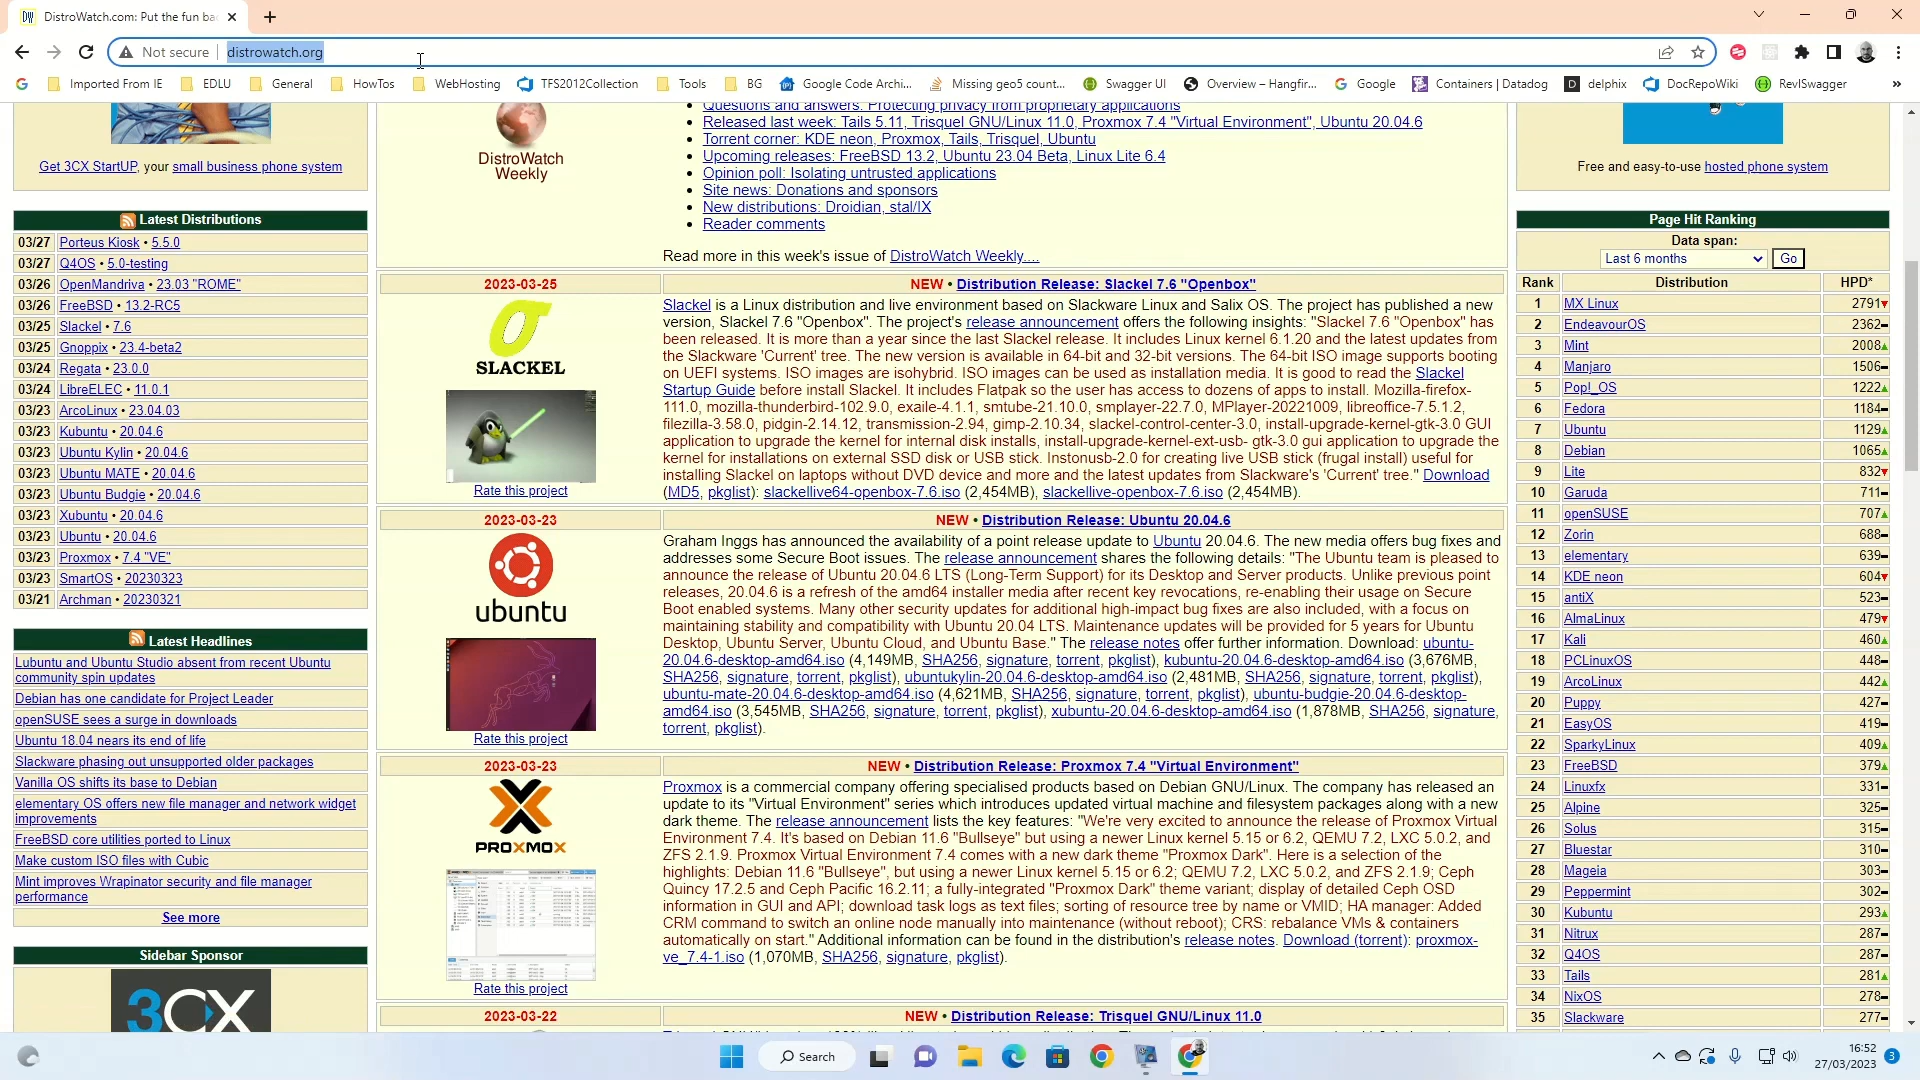 DistroWatch.com: Put the fun ba
Not secure
distrowatch.org
Imported From IE
EDLU
General
HowTos
WebHosting
TFS2012Collection
Tools
BG
Google Code Archi...
Missing geo5 count...
Swagger UI
Overview – Hangfir...
Google
Containers | Datadog
delphix
DocRepoWiki
RevlSwagger
Get 3CX StartUP, your small business phone system
Latest Distributions
03/27 Porteus Kiosk • 5.5.0
03/27 Q4OS • 5.0-testing
03/26 OpenMandriva • 23.03 "ROME"
03/26 FreeBSD • 13.2-RC5
03/25 Slackel • 7.6
03/25 Gnoppix • 23.4-beta2
03/24 Regata • 23.0.0
03/24 LibreELEC • 11.0.1
03/23 ArcoLinux • 23.04.03
03/23 Kubuntu • 20.04.6
03/23 Ubuntu Kylin • 20.04.6
03/23 Ubuntu MATE • 20.04.6
03/23 Ubuntu Budgie • 20.04.6
03/23 Xubuntu • 20.04.6
03/23 Ubuntu • 20.04.6
03/23 Proxmox • 7.4 "VE"
03/23 SmartOS • 20230323
03/21 Archman • 20230321
Latest Headlines
Lubuntu and Ubuntu Studio absent from recent Ubuntu
community spin updates
Debian has one candidate for Project Leader
openSUSE sees a surge in downloads
Ubuntu 18.04 nears its end of life
Slackware phasing out unsupported older packages
Vanilla OS shifts its base to Debian
elementary OS offers new file manager and network widget
improvements
FreeBSD core utilities ported to Linux
Make custom ISO files with Cubic
Mint improves Wrapinator security and file manager
performance
See more
Sidebar Sponsor
3CX
DistroWatch
Weekly
Questions and answers: Protecting privacy from proprietary applications
Released last week: Tails 5.11, Trisquel GNU/Linux 11.0, Proxmox 7.4 "Virtual Environment", Ubuntu 20.04.6
Torrent corner: KDE neon, Proxmox, Tails, Trisquel, Ubuntu
Upcoming releases: FreeBSD 13.2, Ubuntu 23.04 Beta, Linux Lite 6.4
Opinion poll: Isolating untrusted applications
Site news: Donations and sponsors
New distributions: Droidian, stal/IX
Reader comments
Read more in this week's issue of DistroWatch Weekly....
2023-03-25
NEW • Distribution Release: Slackel 7.6 "Openbox"
SLACKEL
Rate this project
Slackel is a Linux distribution and live environment based on Slackware Linux and Salix OS. The project has published a new
version, Slackel 7.6 "Openbox". The project's release announcement offers the following insights: "Slackel 7.6 "Openbox" has
been released. It is more than a year since the last Slackel release. It includes Linux kernel 6.1.20 and the latest updates from
the Slackware 'Current' tree. The new version is available in 64-bit and 32-bit versions. The 64-bit ISO image supports booting
on UEFI systems. ISO images are isohybrid. ISO images can be used as installation media. It is good to read the Slackel
Startup Guide before install Slackel. It includes Flatpak so the user has access to dozens of apps to install. Mozilla-firefox-
111.0, mozilla-thunderbird-102.9.0, exaile-4.1.1, smtube-21.10.0, smplayer-22.7.0, MPlayer-20221009, libreoffice-7.5.1.2,
filezilla-3.58.0, pidgin-2.14.12, transmission-2.94, gimp-2.10.34, slackel-control-center-3.0, install-upgrade-kernel-gtk-3.0 GUI
application to upgrade the kernel for internal disk installs, install-upgrade-kernel-ext-usb- gtk-3.0 gui application to upgrade the
kernel for installations on external SSD disk or USB stick. Instonusb-2.0 for creating live USB stick (frugal install) useful for
installing Slackel on laptops without DVD device and more and the latest updates from Slackware's 'Current' tree." Download
(MD5, pkglist): slackellive64-openbox-7.6.iso (2,454MB), slackellive-openbox-7.6.iso (2,454MB).
2023-03-23
NEW • Distribution Release: Ubuntu 20.04.6
ubuntu
Rate this project
Graham Inggs has announced the availability of a point release update to Ubuntu 20.04.6. The new media offers bug fixes and
addresses some Secure Boot issues. The release announcement shares the following details: "The Ubuntu team is pleased to
announce the release of Ubuntu 20.04.6 LTS (Long-Term Support) for its Desktop and Server products. Unlike previous point
releases, 20.04.6 is a refresh of the amd64 installer media after recent key revocations, re-enabling their usage on Secure
Boot enabled systems. Many other security updates for additional high-impact bug fixes are also included, with a focus on
maintaining stability and compatibility with Ubuntu 20.04 LTS. Maintenance updates will be provided for 5 years for Ubuntu
Desktop, Ubuntu Server, Ubuntu Cloud, and Ubuntu Base." The release notes offer further information. Download: ubuntu-
20.04.6-desktop-amd64.iso (4,149MB, SHA256, signature, torrent, pkglist), kubuntu-20.04.6-desktop-amd64.iso (3,676MB,
SHA256, signature, torrent, pkglist), ubuntukylin-20.04.6-desktop-amd64.iso (2,481MB, SHA256, signature, torrent, pkglist),
ubuntu-mate-20.04.6-desktop-amd64.iso (4,621MB, SHA256, signature, torrent, pkglist), ubuntu-budgie-20.04.6-desktop-
amd64.iso (3,545MB, SHA256, signature, torrent, pkglist), xubuntu-20.04.6-desktop-amd64.iso (1,878MB, SHA256, signature,
torrent, pkglist).
2023-03-23
NEW • Distribution Release: Proxmox 7.4 "Virtual Environment"
PROXMOX
Rate this project
Proxmox is a commercial company offering specialised products based on Debian GNU/Linux. The company has released an
update to its "Virtual Environment" series which introduces updated virtual machine and filesystem packages along with a new
dark theme. The release announcement lists the key features: "We're very excited to announce the release of Proxmox Virtual
Environment 7.4. It's based on Debian 11.6 "Bullseye" but using a newer Linux kernel 5.15 or 6.2, QEMU 7.2, LXC 5.0.2, and
ZFS 2.1.9. Proxmox Virtual Environment 7.4 comes with a new dark theme "Proxmox Dark". Here is a selection of the
highlights: Debian 11.6 "Bullseye", but using a newer Linux kernel 5.15 or 6.2; QEMU 7.2, LXC 5.0.2, and ZFS 2.1.9; Ceph
Quincy 17.2.5 and Ceph Pacific 16.2.11; a fully-integrated "Proxmox Dark" theme variant; display of detailed Ceph OSD
information in GUI and API; download task logs as text files; sorting of resource tree by name or VMID; HA manager: Added
CRM command to switch an online node manually into maintenance (without reboot); CRS: rebalance VMs & containers
automatically on start." Additional information can be found in the distribution's release notes. Download (torrent): proxmox-
ve_7.4-1.iso (1,070MB, SHA256, signature, pkglist).
2023-03-22
NEW • Distribution Release: Trisquel GNU/Linux 11.0
Free and easy-to-use hosted phone system
Page Hit Ranking
Data span:
Last 6 months
Go
Rank Distribution HPD*
1 MX Linux 2791
2 EndeavourOS 2362
3 Mint 2008
4 Manjaro 1506
5 Pop!_OS 1222
6 Fedora 1184
7 Ubuntu 1129
8 Debian 1065
9 Lite 832
10 Garuda 711
11 openSUSE 707
12 Zorin 688
13 elementary 639
14 KDE neon 604
15 antiX 523
16 AlmaLinux 479
17 Kali 460
18 PCLinuxOS 448
19 ArcoLinux 442
20 Puppy 427
21 EasyOS 419
22 SparkyLinux 409
23 FreeBSD 379
24 Linuxfx 331
25 Alpine 325
26 Solus 315
27 Bluestar 310
28 Mageia 303
29 Peppermint 302
30 Kubuntu 293
31 Nitrux 287
32 Q4OS 287
33 Tails 281
34 NixOS 278
35 Slackware 277
Search
16:52
27/03/2023
3